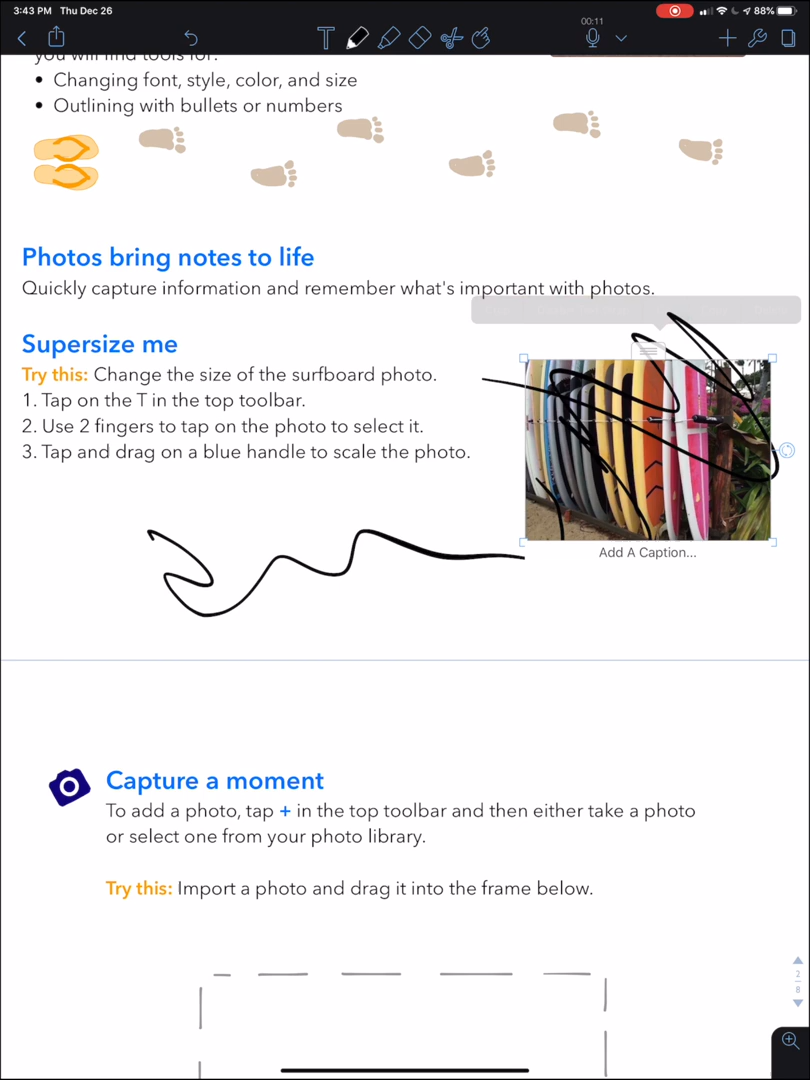 3:43 PM Thu Dec 26
88%
00:11
T
you will find tools for:
• Changing font, style, color, and size
• Outlining with bullets or numbers
Photos bring notes to life
Quickly capture information and remember what's important with photos.
Supersize me
Try this: Change the size of the surfboard photo.
1. Tap on the T in the top toolbar.
2. Use 2 fingers to tap on the photo to select it.
3. Tap and drag on a blue handle to scale the photo.
Add A Caption...
Capture a moment
To add a photo, tap + in the top toolbar and then either take a photo
or select one from your photo library.
Try this: Import a photo and drag it into the frame below.
2
8